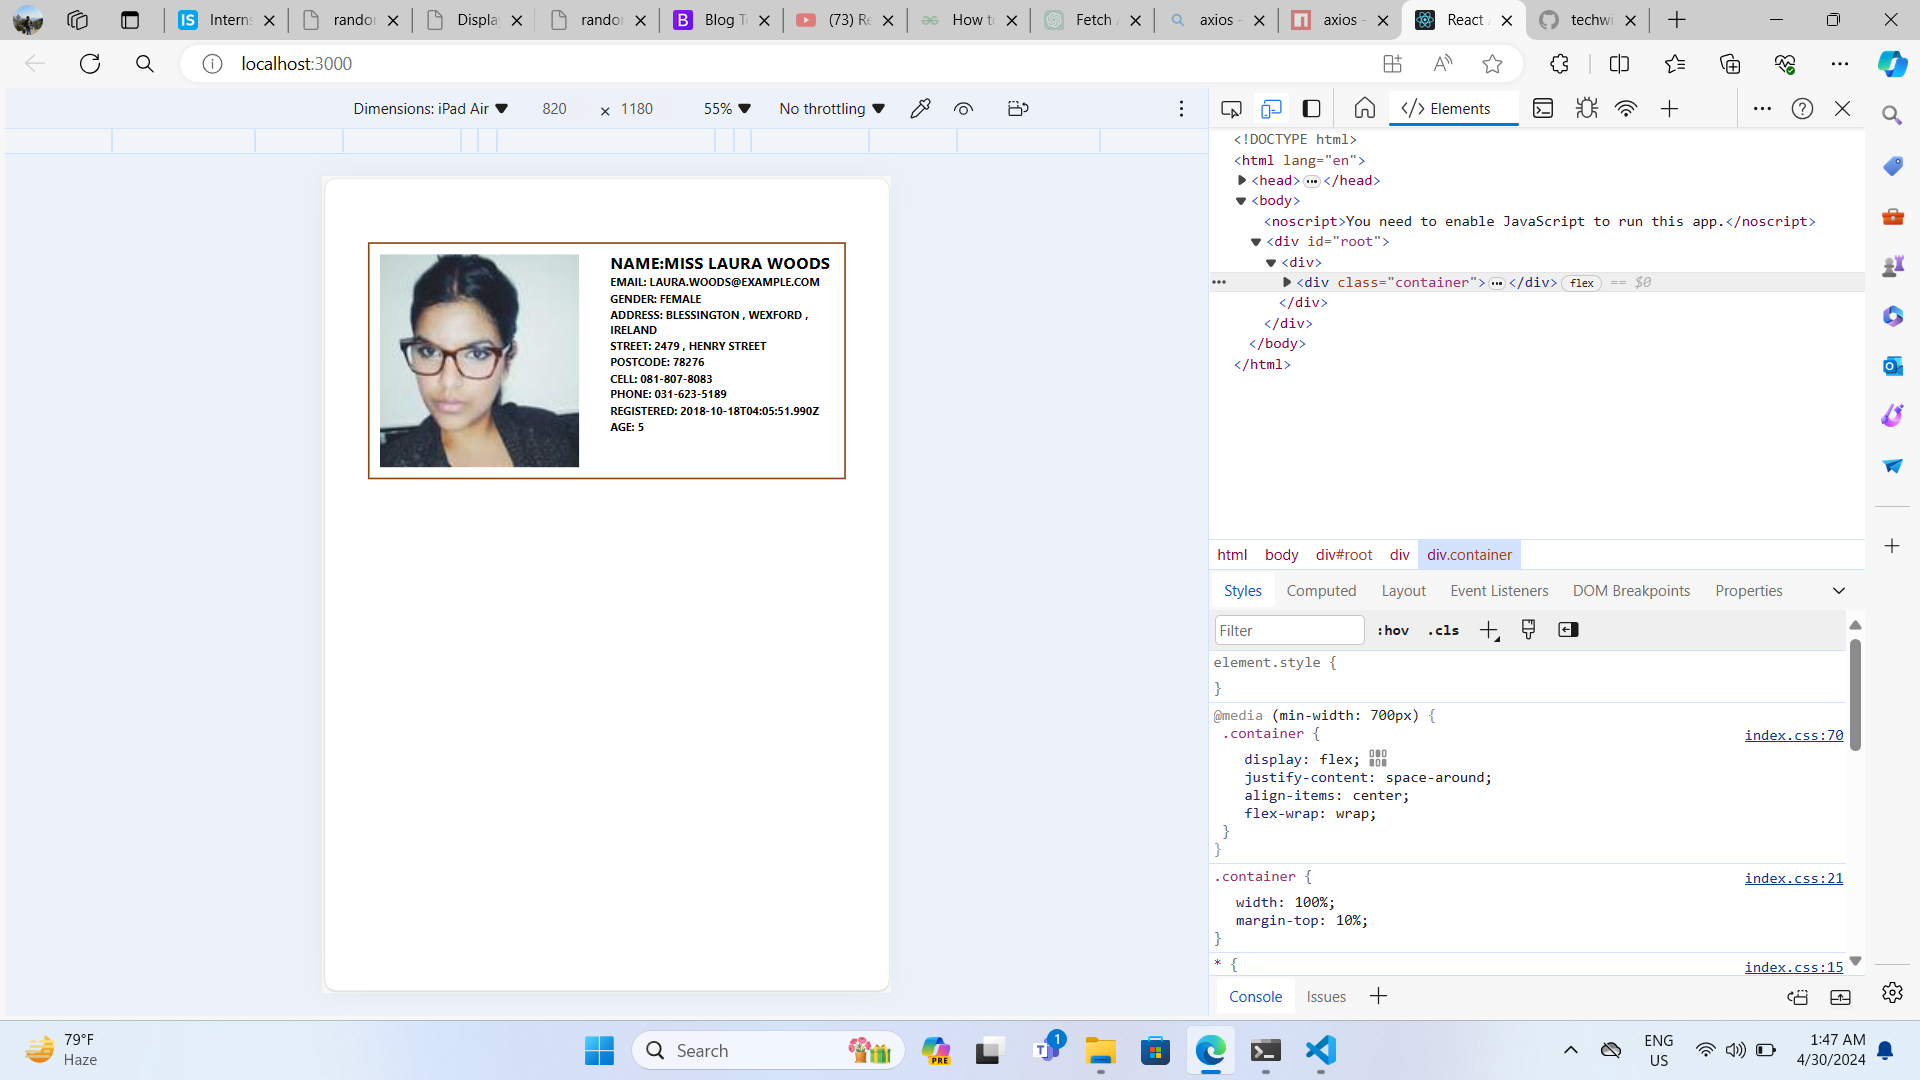 Interns
rando
Display
rando
Blog Te
(73) Re
How to
Fetch A
axios -
axios -
React A
techwi
localhost:3000
Dimensions: iPad Air 820 × 1180 55% No throttling
Elements
NAME:MISS LAURA WOODS
EMAIL: LAURA.WOODS@EXAMPLE.COM
GENDER: FEMALE
ADDRESS: BLESSINGTON , WEXFORD ,
IRELAND
STREET: 2479 , HENRY STREET
POSTCODE: 78276
CELL: 081-807-8083
PHONE: 031-623-5189
REGISTERED: 2018-10-18T04:05:51.990Z
AGE: 5
<!DOCTYPE html>
<html lang="en">
<head>…</head>
<body>
<noscript>You need to enable JavaScript to run this app.</noscript>
<div id="root">
<div>
<div class="container">…</div> flex == $0
</div>
</div>
</body>
</html>
html body div#root div div.container
Styles Computed Layout Event Listeners DOM Breakpoints Properties
Filter :hov .cls
element.style {
}
@media (min-width: 700px) {
.container { index.css:70
display: flex;
justify-content: space-around;
align-items: center;
flex-wrap: wrap;
}
}
.container { index.css:21
width: 100%;
margin-top: 10%;
}
* { index.css:15
Console Issues
79°F
Haze
Search
PRE
1
ENG
US
1:47 AM
4/30/2024